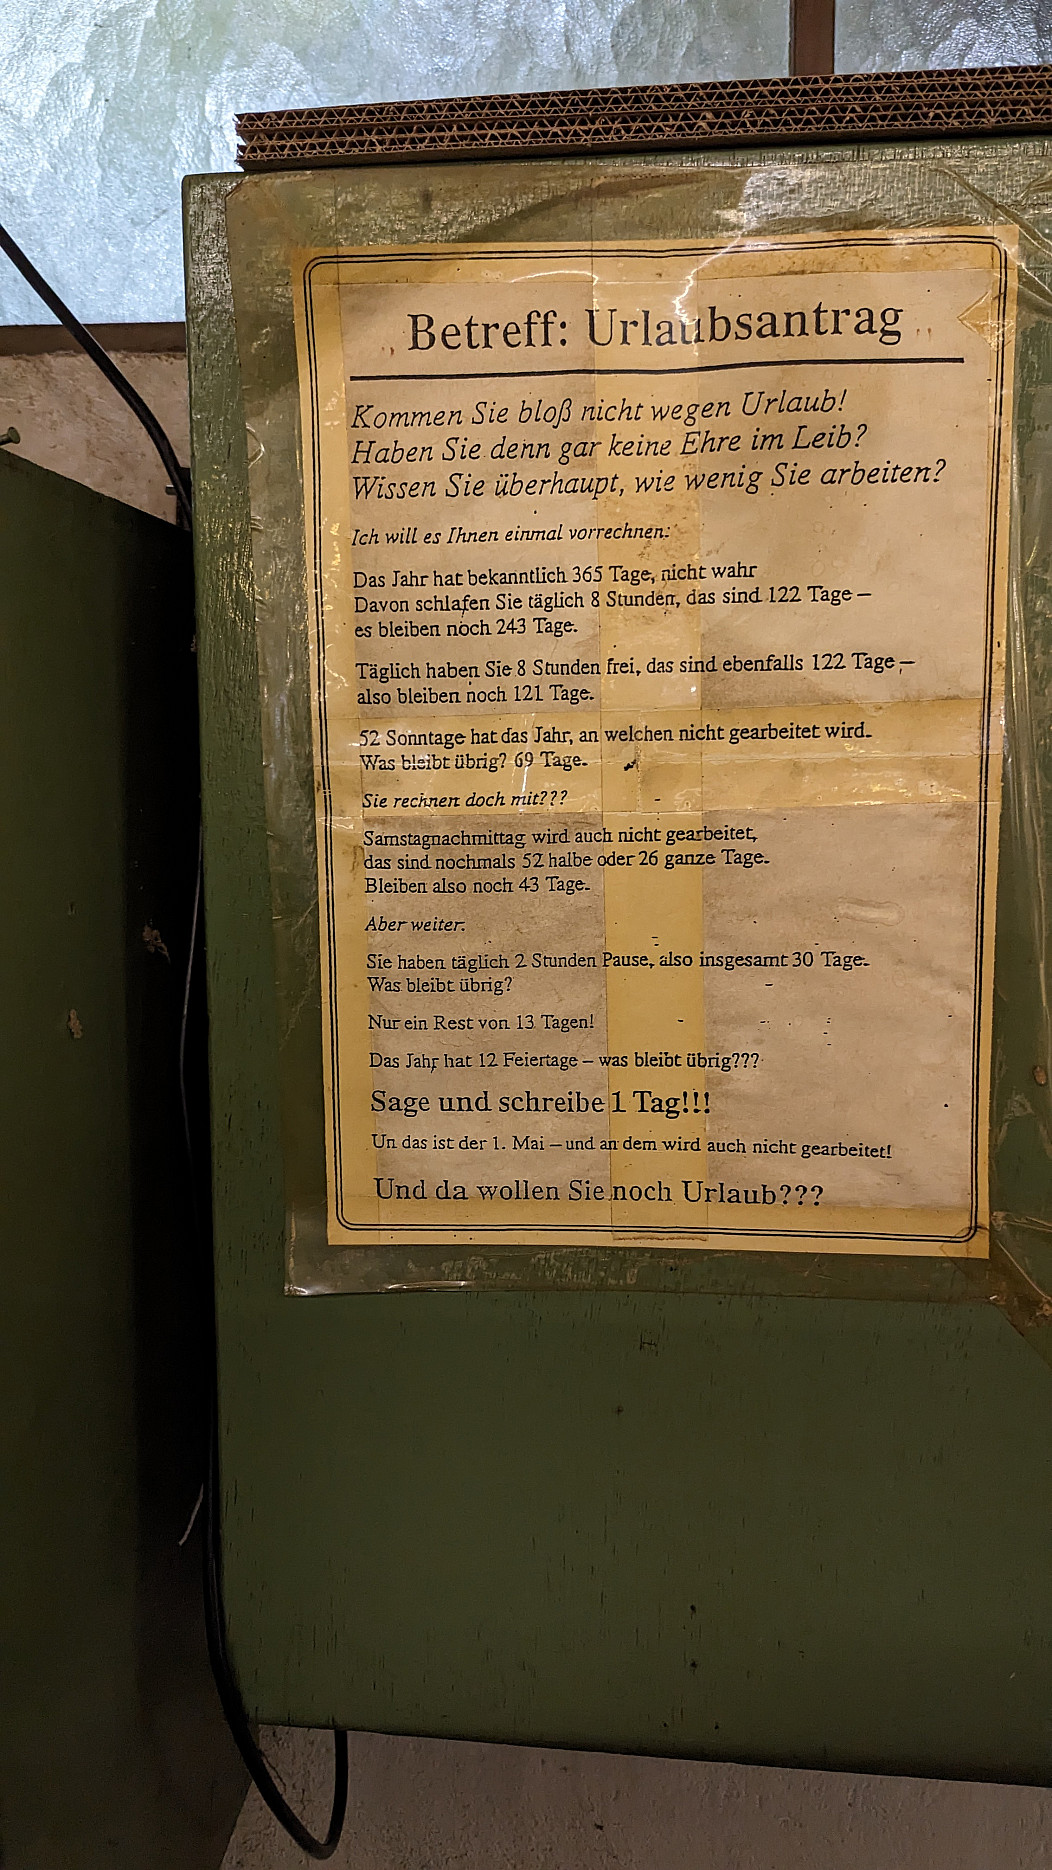 „Betreff: Urlaubsantrag“
Kommen Sie bloß nicht wegen Urlaub!
Haben Sie denn gar keine Ehre im Leib?
Wissen Sie überhaupt, wie wenig Sie arbeiten?
Ich will es Ihnen einmal vorrechnen:
Das Jahr hat bekanntlich 365 Tage, nicht wahr
Davon schlafen Sie täglich 8 Stunden, das sind 122 Tage –
es bleiben noch 243 Tage.
Täglich haben Sie 8 Stunden frei, das sind ebenfalls 122 Tage –
also bleiben noch 121 Tage.
52 Sonntage hat das Jahr, an welchen nicht gearbeitet wird.
Was bleibt übrig? 69 Tage.
Sie rechnen doch mit???
Samstagnachmittag wird auch nicht gearbeitet,
das sind nochmals 52 halbe oder 26 ganze Tage.
Bleiben also noch 43 Tage.
Aber weiter:
Sie haben täglich 2 Stunden Pause, also insgesamt 30 Tage.
Was bleibt übrig?
Nur ein Rest von 13 Tagen!
Das Jahr hat 12 Feiertage – was bleibt übrig???
Sage und schreibe 1 Tag!!!
Un das ist der 1. Mai – und an dem wird auch nicht gearbeitet!
Und da wollen Sie noch Urlaub???